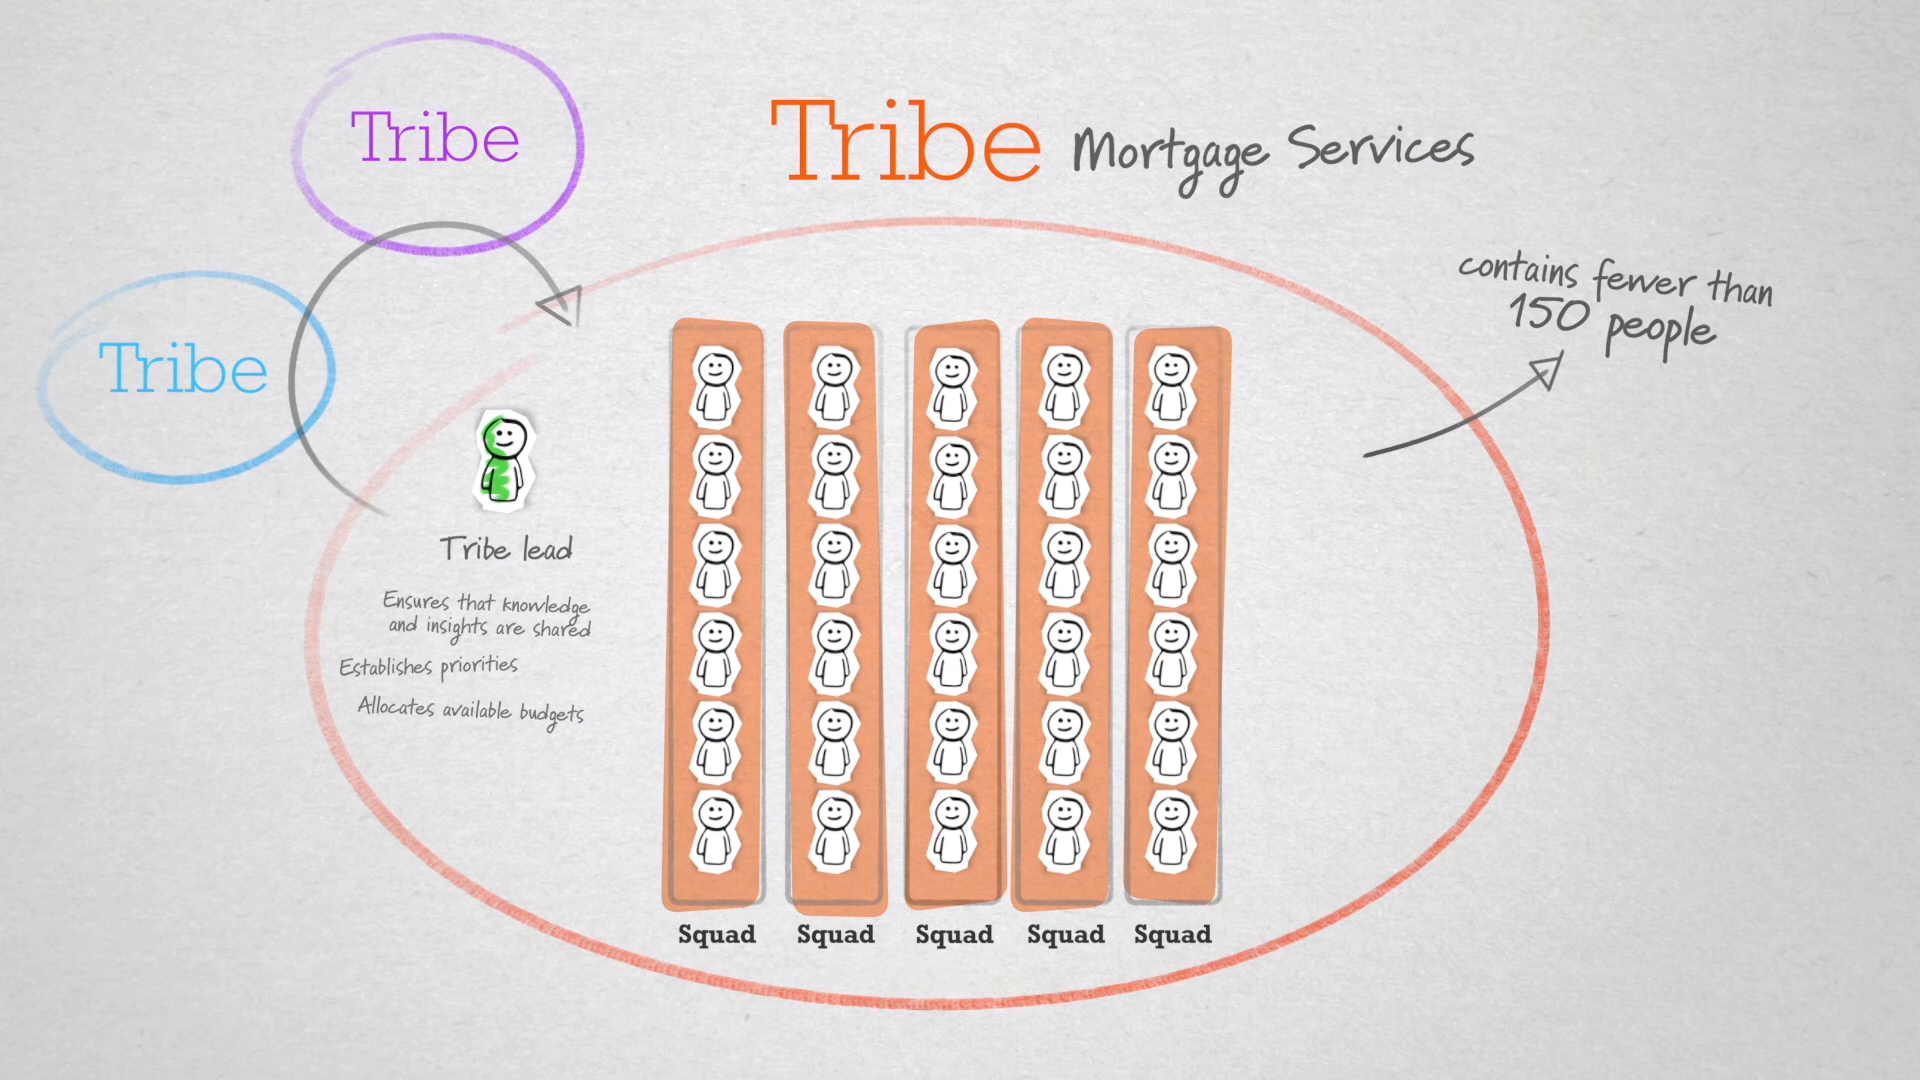 Tribe
Tribe Mortgage Services
contains fewer than
150 people
Tribe
Tribe lead
Ensures that knowledge
and insights are shared
Establishes priorities
Allocates available budgets
Squad Squad Squad Squad Squad